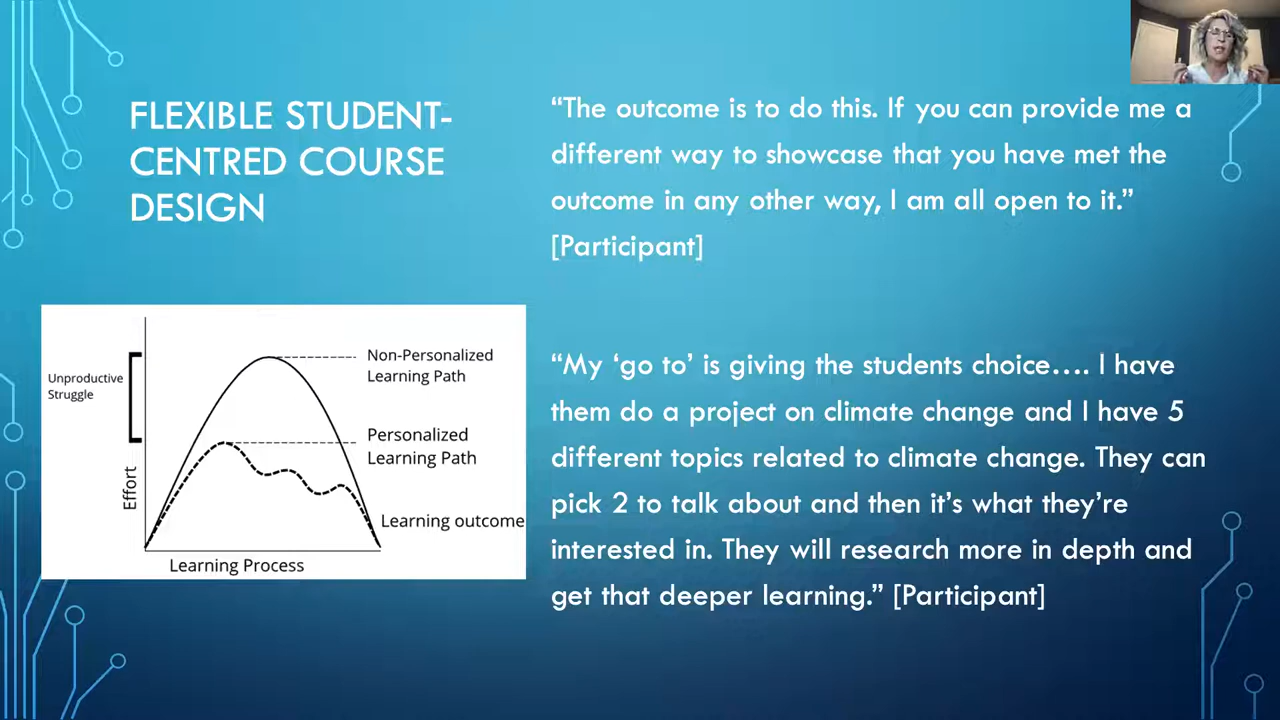 FLEXIBLE STUDENT-
CENTRED COURSE
DESIGN
Unproductive
Struggle
Effort
Non-Personalized
Learning Path
Personalized
Learning Path
Learning outcome
Learning Process
“The outcome is to do this. If you can provide me a
different way to showcase that you have met the
outcome in any other way, I am all open to it.”
[Participant]
“My ‘go to’ is giving the students choice…. I have
them do a project on climate change and I have 5
different topics related to climate change. They can
pick 2 to talk about and then it’s what they’re
interested in. They will research more in depth and
get that deeper learning.” [Participant]